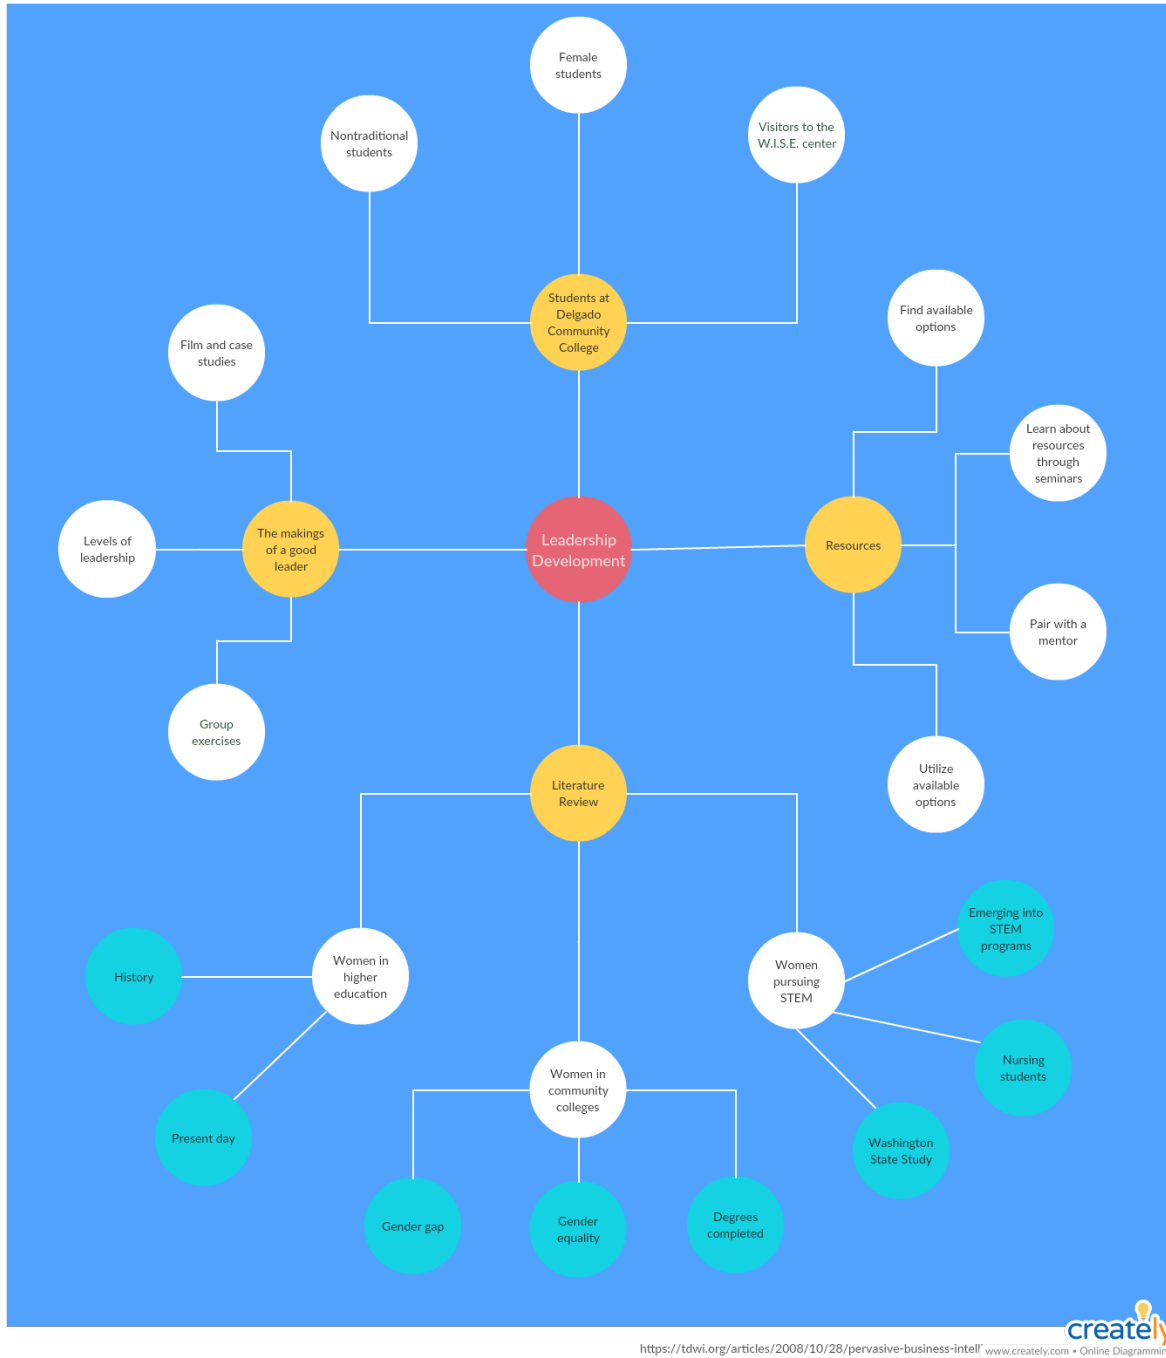 Female
students
Nontraditional
students
Visitors to the
W.I.S.E. center
Students at
Delgado
Community
College
Find available
options
Film and case
studies
Learn about
resources
through
seminars
Levels of
leadership
The makings
of a good
leader
Leadership
Development
Resources
Pair with a
mentor
Group
exercises
Literature
Review
Utilize
available
options
Emerging into
STEM
programs
History
Women in
higher
education
Women
pursuing
STEM
Nursing
students
Women in
community
colleges
Present day
Washington
State Study
Gender gap
Gender
equality
Degrees
completed
creately
https://tdwi.org/articles/2008/10/28/pervasive-business-intell
www.creately.com • Online Diagrammin